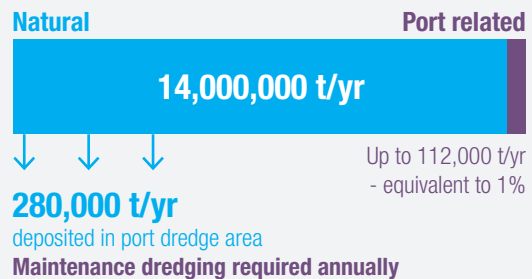 Natural
Port related
14,000,000 t/yr
Up to 112,000 t/yr
- equivalent to 1%
280,000 t/yr
deposited in port dredge area
Maintenance dredging required annually